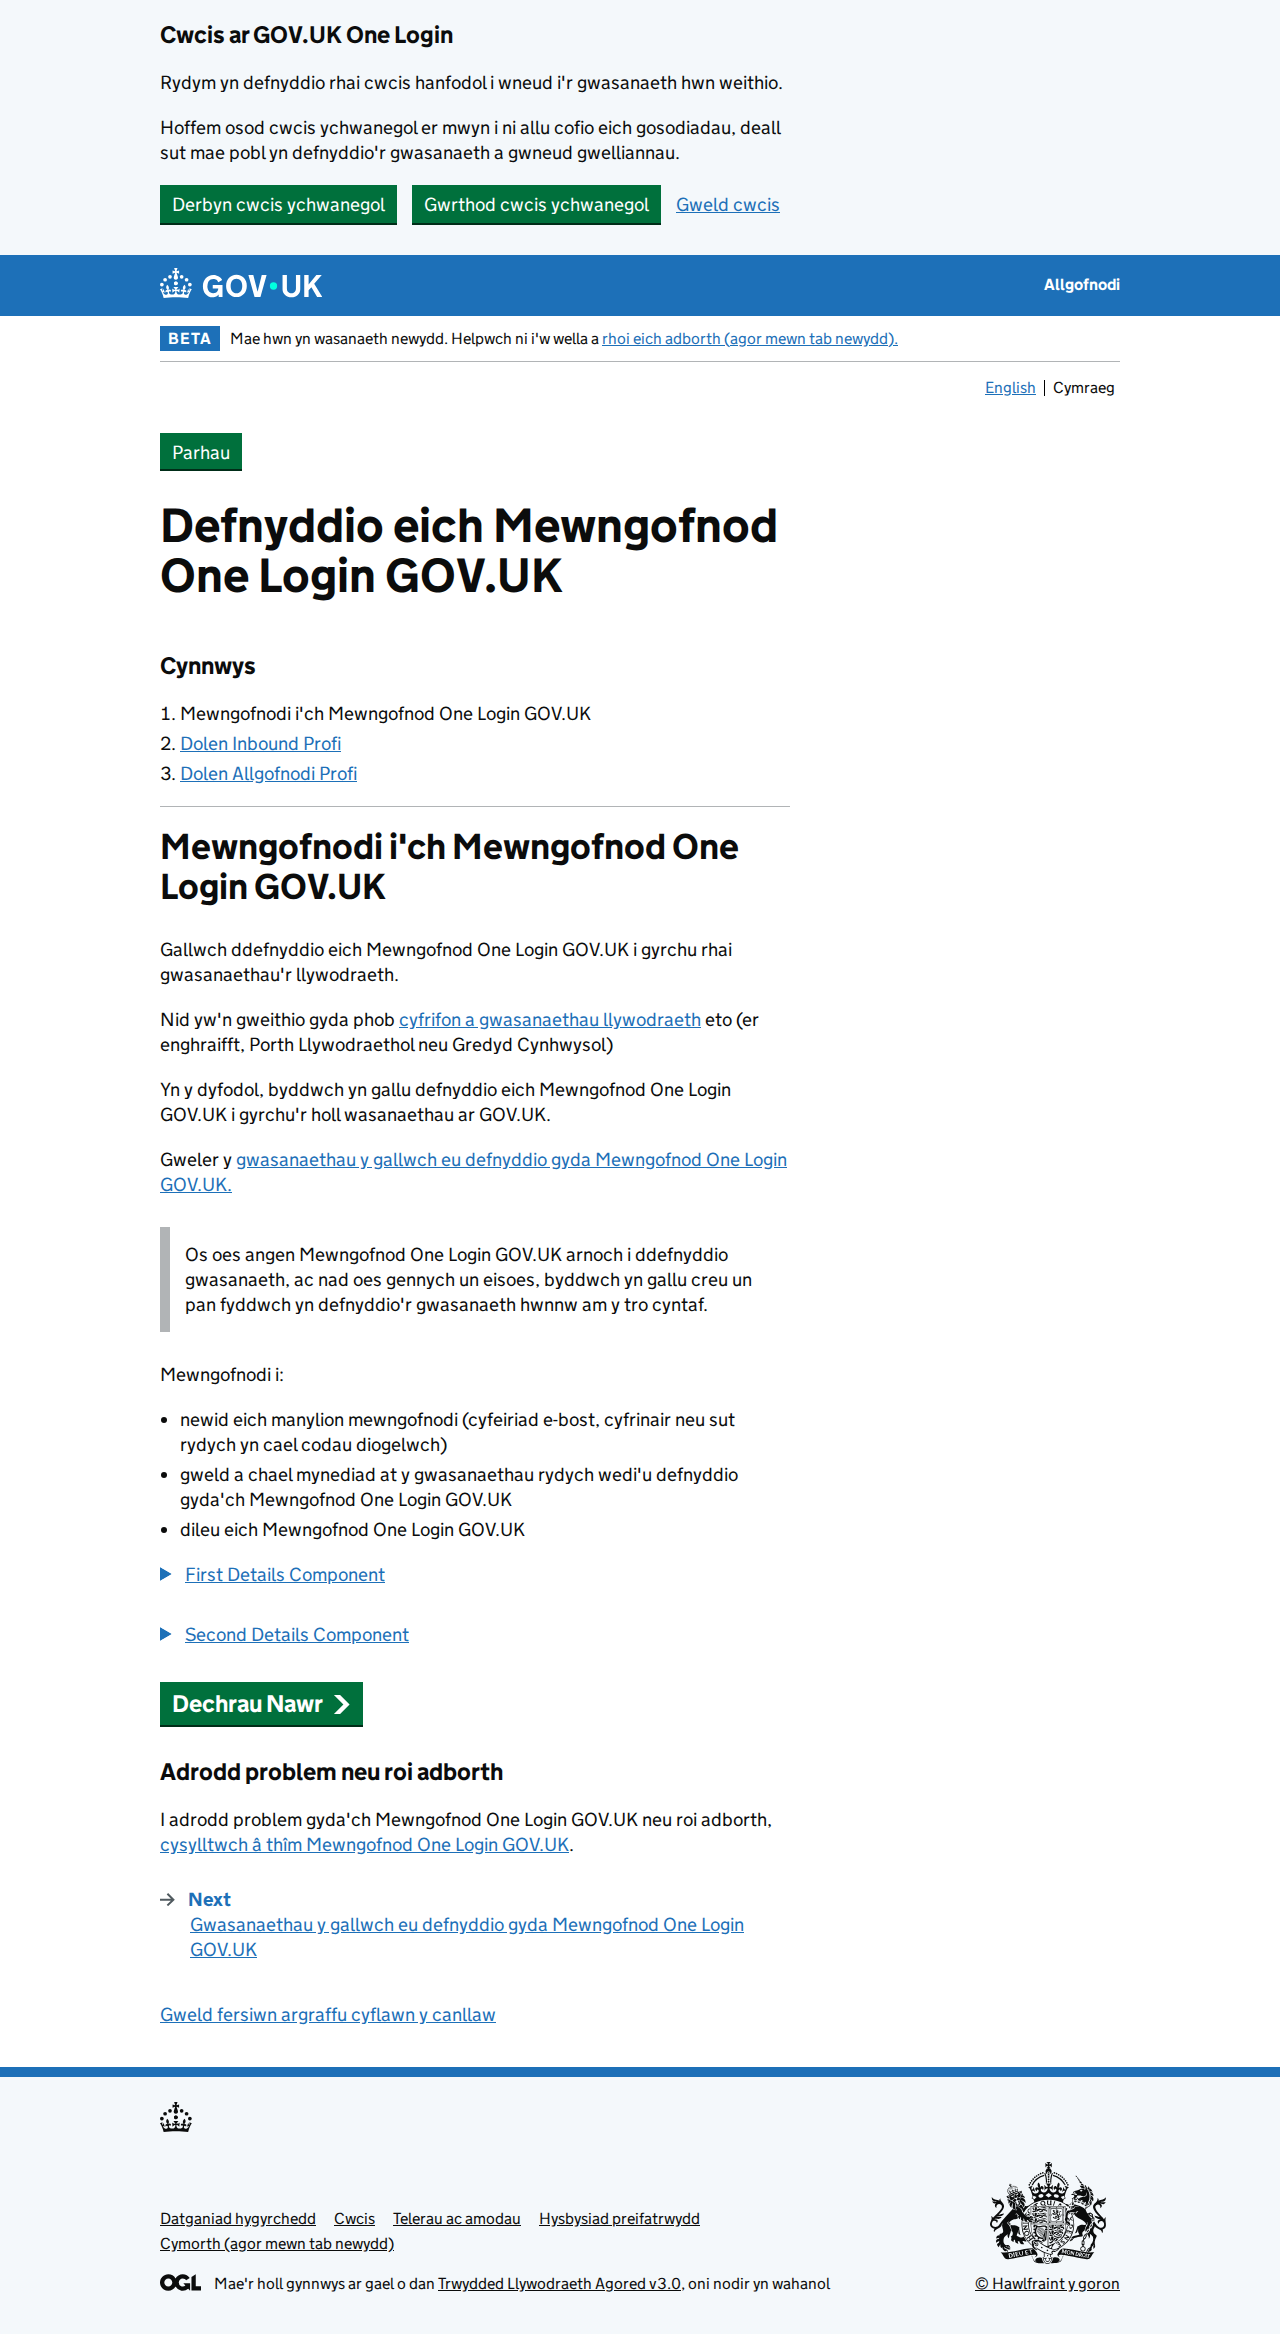 Cwcis ar GOV.UK One Login
Rydym yn defnyddio rhai cwcis hanfodol i wneud i'r gwasanaeth hwn weithio.
Hoffem osod cwcis ychwanegol er mwyn i ni allu cofio eich gosodiadau, deall
sut mae pobl yn defnyddio'r gwasanaeth a gwneud gwelliannau.
Derbyn cwcis ychwanegol Gwrthod cwcis ychwanegol Gweld cwcis
GOV·UK Allgofnodi
BETA Mae hwn yn wasanaeth newydd. Helpwch ni i'w wella a rhoi eich adborth (agor mewn tab newydd).
English Cymraeg
Parhau
Defnyddio eich Mewngofnod
One Login GOV.UK
Cynnwys
1. Mewngofnodi i'ch Mewngofnod One Login GOV.UK
2. Dolen Inbound Profi
3. Dolen Allgofnodi Profi
Mewngofnodi i'ch Mewngofnod One
Login GOV.UK
Gallwch ddefnyddio eich Mewngofnod One Login GOV.UK i gyrchu rhai
gwasanaethau'r llywodraeth.
Nid yw'n gweithio gyda phob cyfrifon a gwasanaethau llywodraeth eto (er
enghraifft, Porth Llywodraethol neu Gredyd Cynhwysol)
Yn y dyfodol, byddwch yn gallu defnyddio eich Mewngofnod One Login
GOV.UK i gyrchu'r holl wasanaethau ar GOV.UK.
Gweler y gwasanaethau y gallwch eu defnyddio gyda Mewngofnod One Login
GOV.UK.
Os oes angen Mewngofnod One Login GOV.UK arnoch i ddefnyddio
gwasanaeth, ac nad oes gennych un eisoes, byddwch yn gallu creu un
pan fyddwch yn defnyddio'r gwasanaeth hwnnw am y tro cyntaf.
Mewngofnodi i:
• newid eich manylion mewngofnodi (cyfeiriad e-bost, cyfrinair neu sut
rydych yn cael codau diogelwch)
• gweld a chael mynediad at y gwasanaethau rydych wedi'u defnyddio
gyda'ch Mewngofnod One Login GOV.UK
• dileu eich Mewngofnod One Login GOV.UK
First Details Component
Second Details Component
Dechrau Nawr
Adrodd problem neu roi adborth
I adrodd problem gyda'ch Mewngofnod One Login GOV.UK neu roi adborth,
cysylltwch â thîm Mewngofnod One Login GOV.UK.
Next
Gwasanaethau y gallwch eu defnyddio gyda Mewngofnod One Login
GOV.UK
Gweld fersiwn argraffu cyflawn y canllaw
Datganiad hygyrchedd Cwcis Telerau ac amodau Hysbysiad preifatrwydd
Cymorth (agor mewn tab newydd)
OGL Mae'r holl gynnwys ar gael o dan Trwydded Llywodraeth Agored v3.0, oni nodir yn wahanol
© Hawlfraint y goron